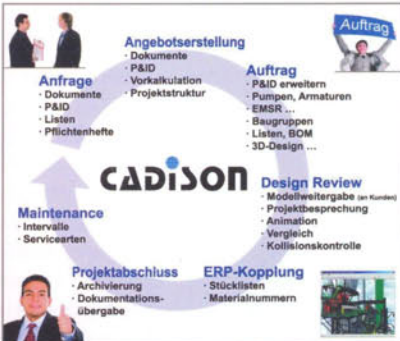 Angebotserstellung
· Dokumente
· P&ID
· Vorkalkulation
· Projektstruktur
Auftrag
Anfrage
· Dokumente
· P&ID
· Listen
· Pflichtenhefte
Auftrag
· P&ID erweitern
· Pumpen, Armaturen
· EMSR ...
· Baugruppen
· Listen, BOM
· 3D-Design ...
CADISON
Design Review
· Modellweitergabe (an Kunden)
· Projektbesprechung
· Animation
· Vergleich
· Kollisionskontrolle
Maintenance
· Intervalle
· Servicearten
Projektabschluss
· Archivierung
· Dokumentations-
übergabe
ERP-Kopplung
· Stücklisten
· Materialnummern